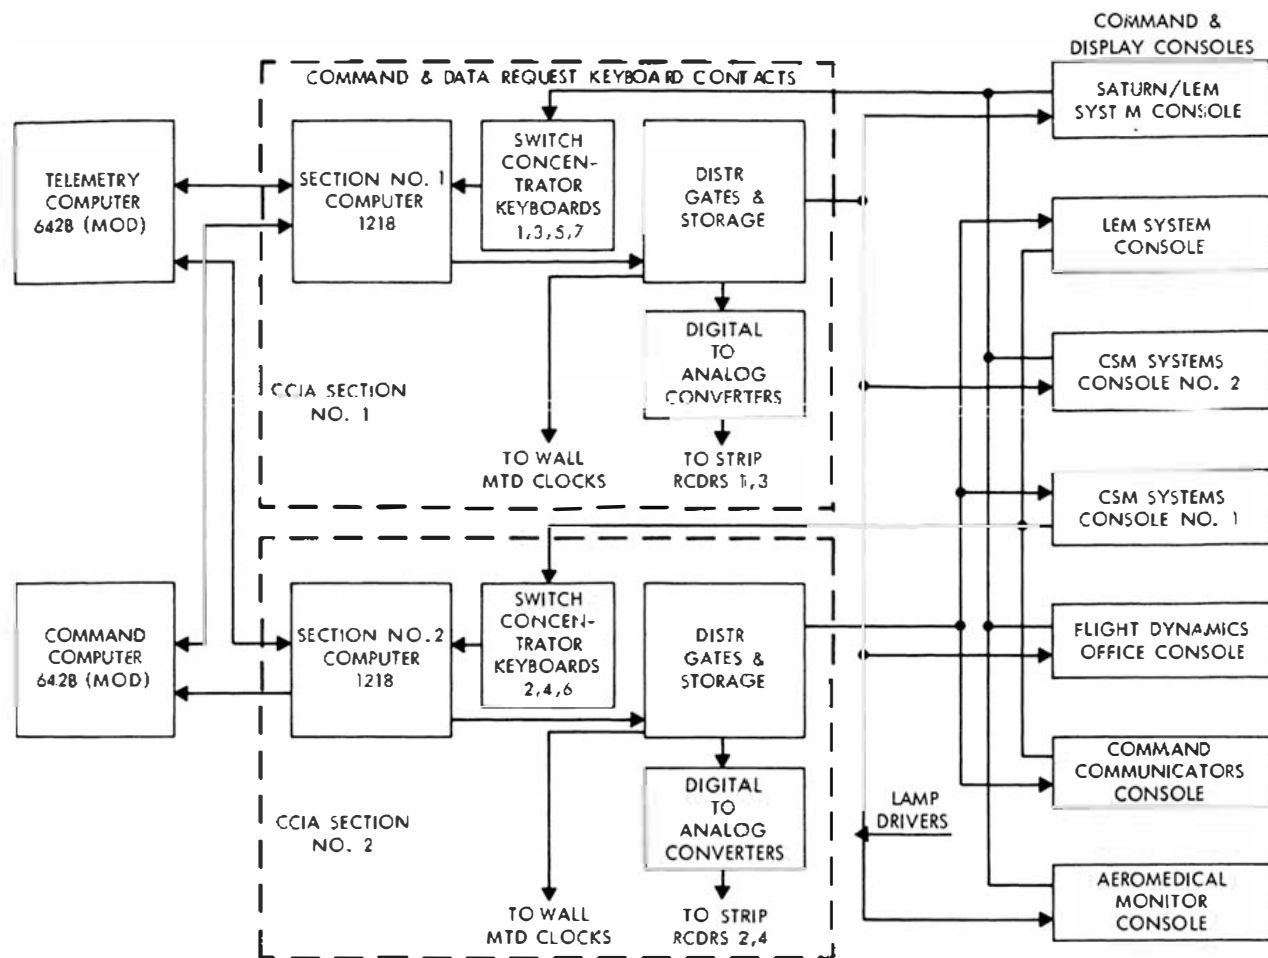 COMMAND &
DISPLAY CONSOLES
COMMAND & DATA REQUEST KEYBOARD CONTACTS
SATURN/LEM
SYST M CONSOLE
TELEMETRY
COMPUTER
642B (MOD)
SECTION NO. 1
COMPUTER
1218
SWITCH
CONCEN-
TRATOR
KEYBOARDS
1,3,5,7
DISTR
GATES &
STORAGE
LEM SYSTEM
CONSOLE
DIGITAL
TO
ANALOG
CONVERTERS
CSM SYSTEMS
CONSOLE NO. 2
CCIA SECTION
NO. 1
TO WALL
MTD CLOCKS
TO STRIP
RCDRS 1,3
CSM SYSTEMS
CONSOLE NO. 1
COMMAND
COMPUTER
642B (MOD)
SECTION NO.2
COMPUTER
1218
SWITCH
CONCEN-
TRATOR
KEYBOARDS
2,4,6
DISTR
GATES &
STORAGE
FLIGHT DYNAMICS
OFFICE CONSOLE
COMMAND
COMMUNICATORS
CONSOLE
DIGITAL
TO
ANALOG
CONVERTERS
LAMP
DRIVERS
CCIA SECTION
NO. 2
TO WALL
MTD CLOCKS
TO STRIP
RCDRS 2,4
AEROMEDICAL
MONITOR
CONSOLE